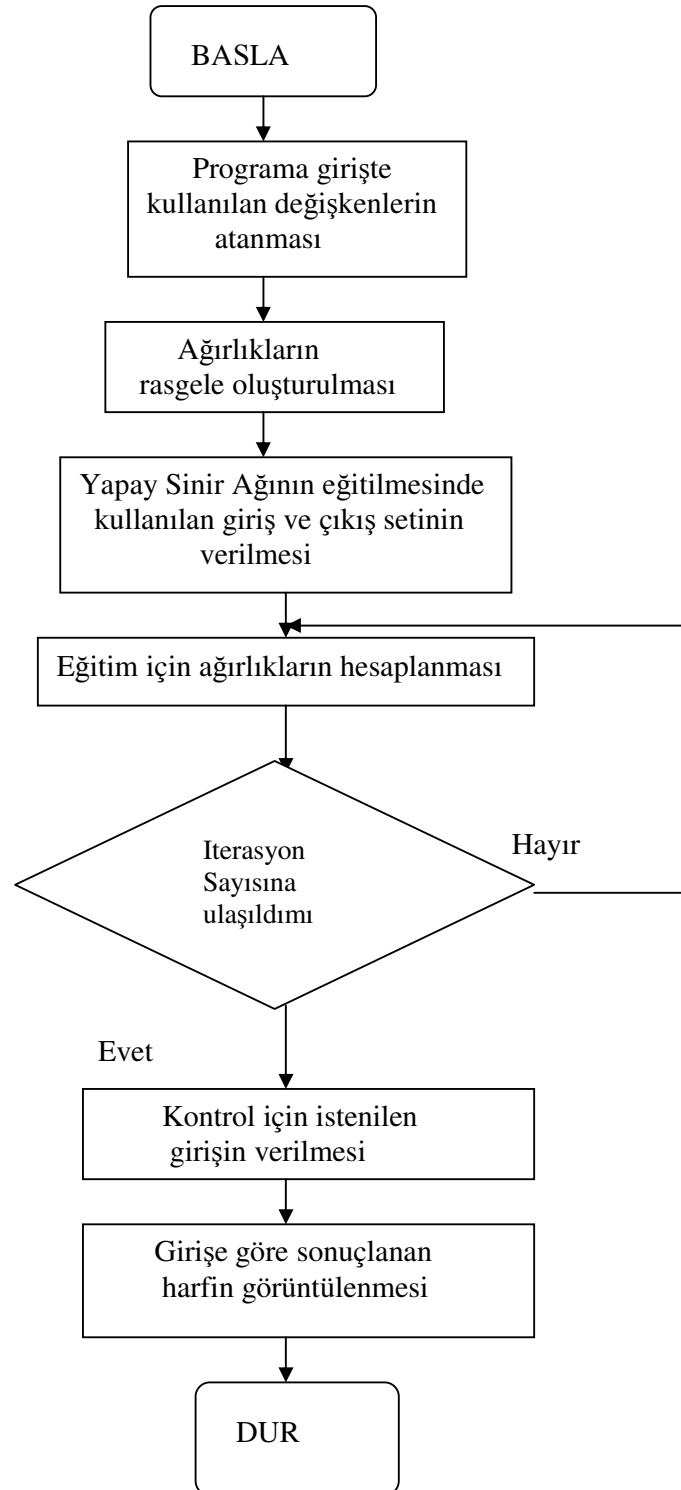 BASLA
Programa girişte
kullanılan değişkenlerin
atanması
Ağırlıkların
rasgele oluşturulması
Yapay Sinir Ağının eğitilmesinde
kullanılan giriş ve çıkış setinin
verilmesi
Eğitim için ağırlıkların hesaplanması
Iterasyon
Sayısına
ulaşıldımı
Hayır
Evet
Kontrol için istenilen
girişin verilmesi
Girişe göre sonuçlanan
harfin görüntülenmesi
DUR